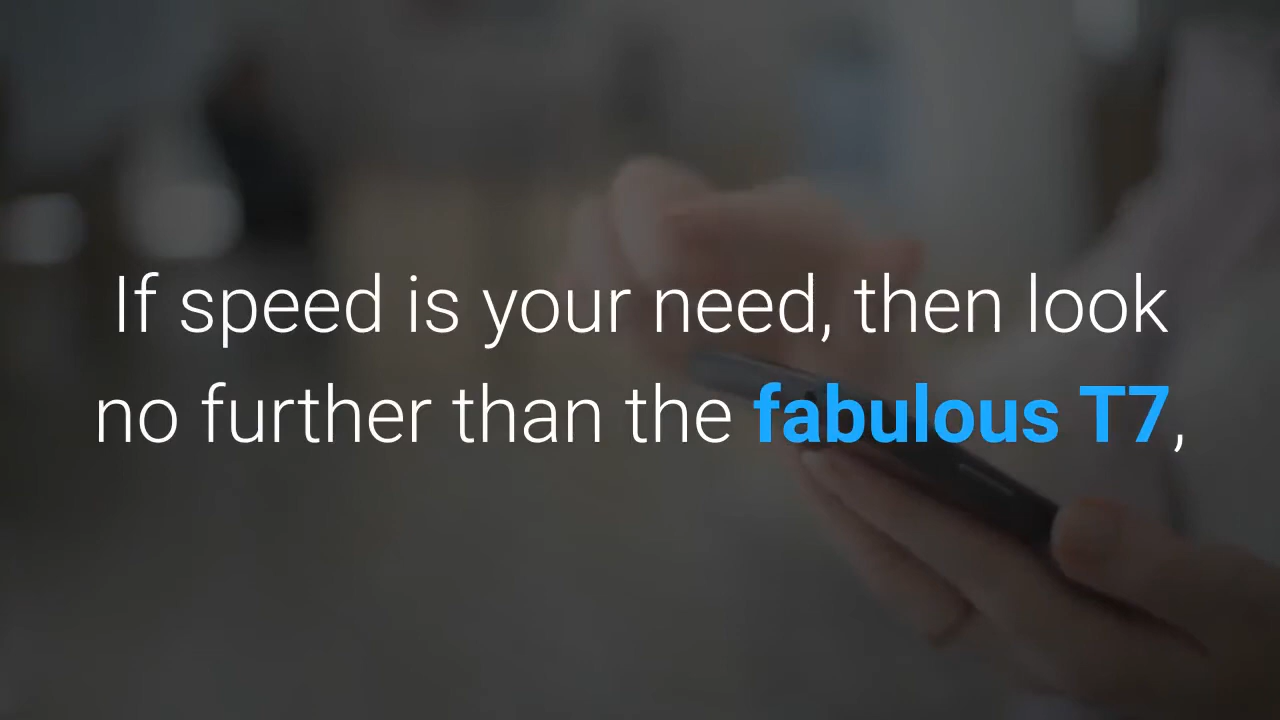 If speed is your need, then look
no further than the fabulous T7,